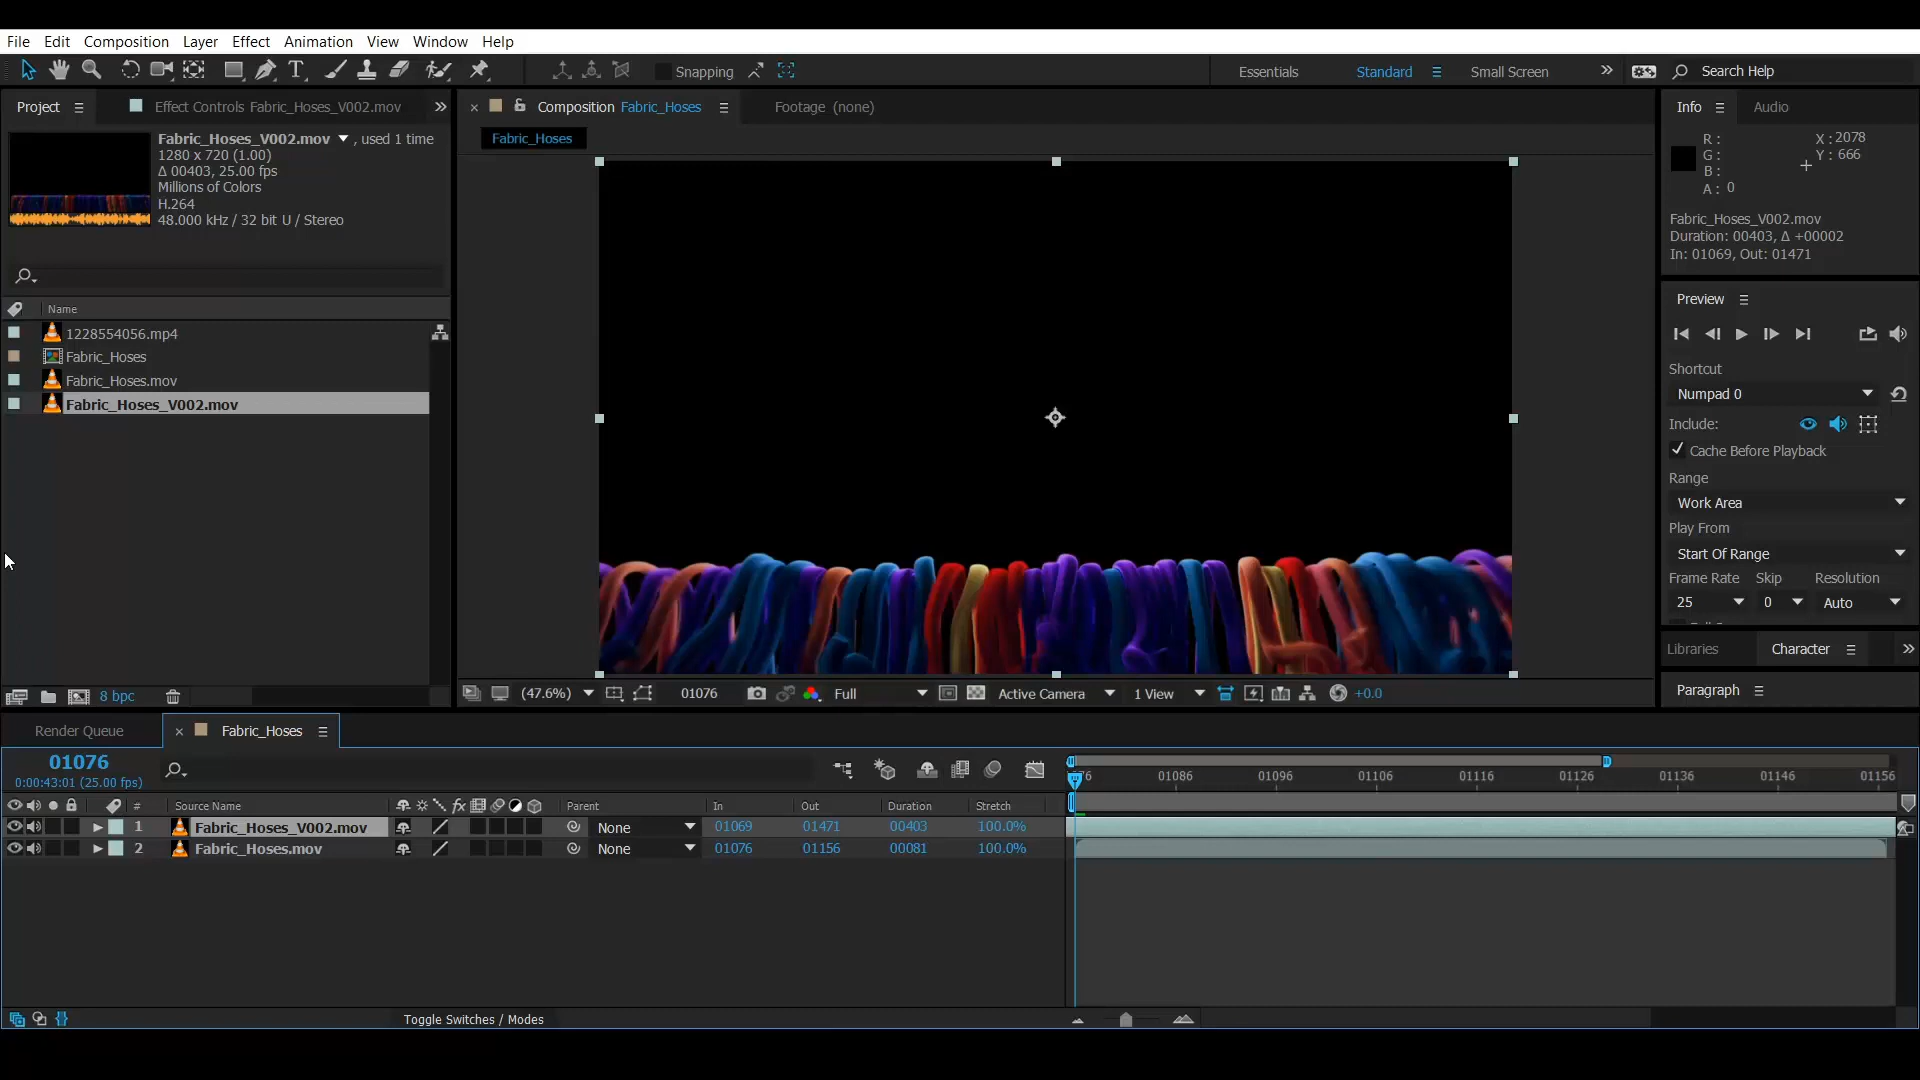 File Edit Composition Layer Effect Animation View Window Help
Snapping
Essentials Standard Small Screen Search Help
Project Effect Controls Fabric_Hoses_V002.mov
Composition Fabric_Hoses Footage (none)
Fabric_Hoses
Fabric_Hoses_V002.mov , used 1 time
1280 x 720 (1.00)
Δ 00403, 25.00 fps
Millions of Colors
H.264
48.000 kHz / 32 bit U / Stereo
Name
1228554056.mp4
Fabric_Hoses
Fabric_Hoses.mov
Fabric_Hoses_V002.mov
8 bpc
(47.6%) 01076 Full Active Camera 1 View +0.0
Info Audio
R :
G :
B :
A : 0
X : 2078
Y : 666
Fabric_Hoses_V002.mov
Duration: 00403, Δ +00002
In: 01069, Out: 01471
Preview
Shortcut
Numpad 0
Include:
Cache Before Playback
Range
Work Area
Play From
Start Of Range
Frame Rate Skip Resolution
25 0 Auto
Libraries Character
Paragraph
Render Queue Fabric_Hoses
01076
0:00:43:01 (25.00 fps)
76 01086 01096 01106 01116 01126 01136 01146 01156
# Source Name fx Parent In Out Duration Stretch
1 Fabric_Hoses_V002.mov None 01069 01471 00403 100.0%
2 Fabric_Hoses.mov None 01076 01156 00081 100.0%
Toggle Switches / Modes